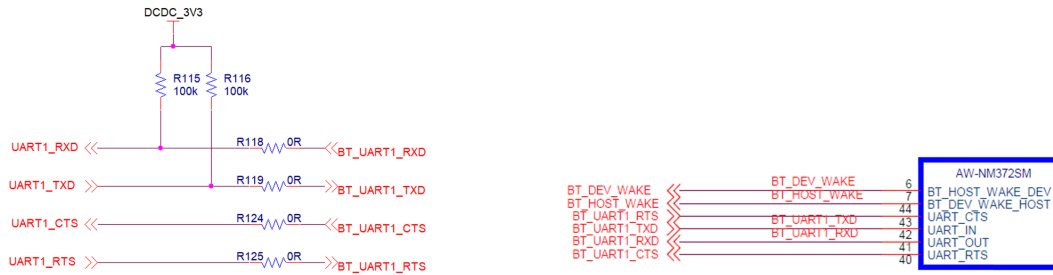 DCDC_3V3
R115
100k
R116
100k
UART1_RXD
R118
0R
BT_UART1_RXD
UART1_TXD
R119
0R
BT_UART1_TXD
UART1_CTS
R124
0R
BT_UART1_CTS
UART1_RTS
R125
0R
BT_UART1_RTS
AW-NM372SM
BT_DEV_WAKE
BT_DEV_WAKE
6
BT_HOST_WAKE_DEV
BT_HOST_WAKE
BT_HOST_WAKE
7
BT_DEV_WAKE_HOST
BT_UART1_RTS
44
UART_CTS
BT_UART1_TXD
BT_UART1_TXD
43
UART_IN
BT_UART1_RXD
BT_UART1_RXD
42
UART_OUT
BT_UART1_CTS
41
UART_RTS
40